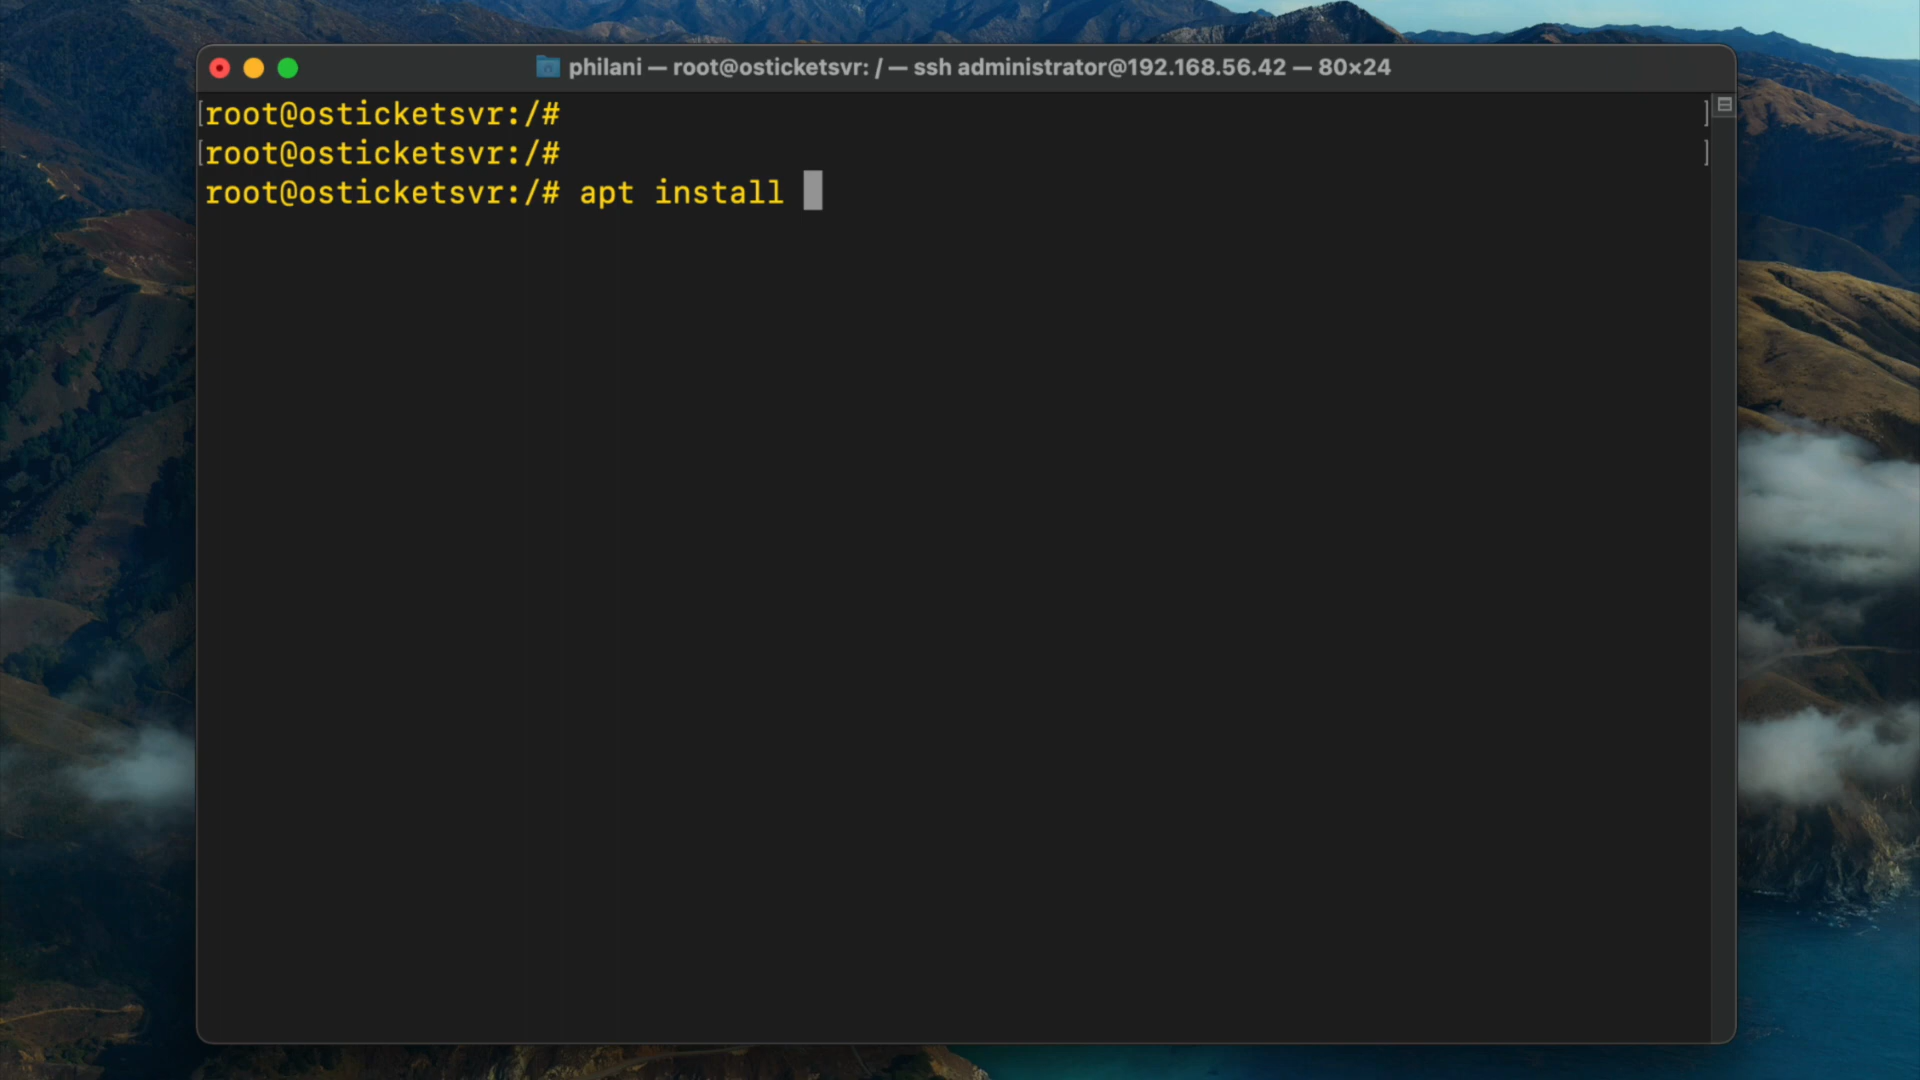 philani — root@osticketsvr: / — ssh administrator@192.168.56.42 — 80×24
[root@osticketsvr:/# ]
[root@osticketsvr:/# ]
root@osticketsvr:/# apt install